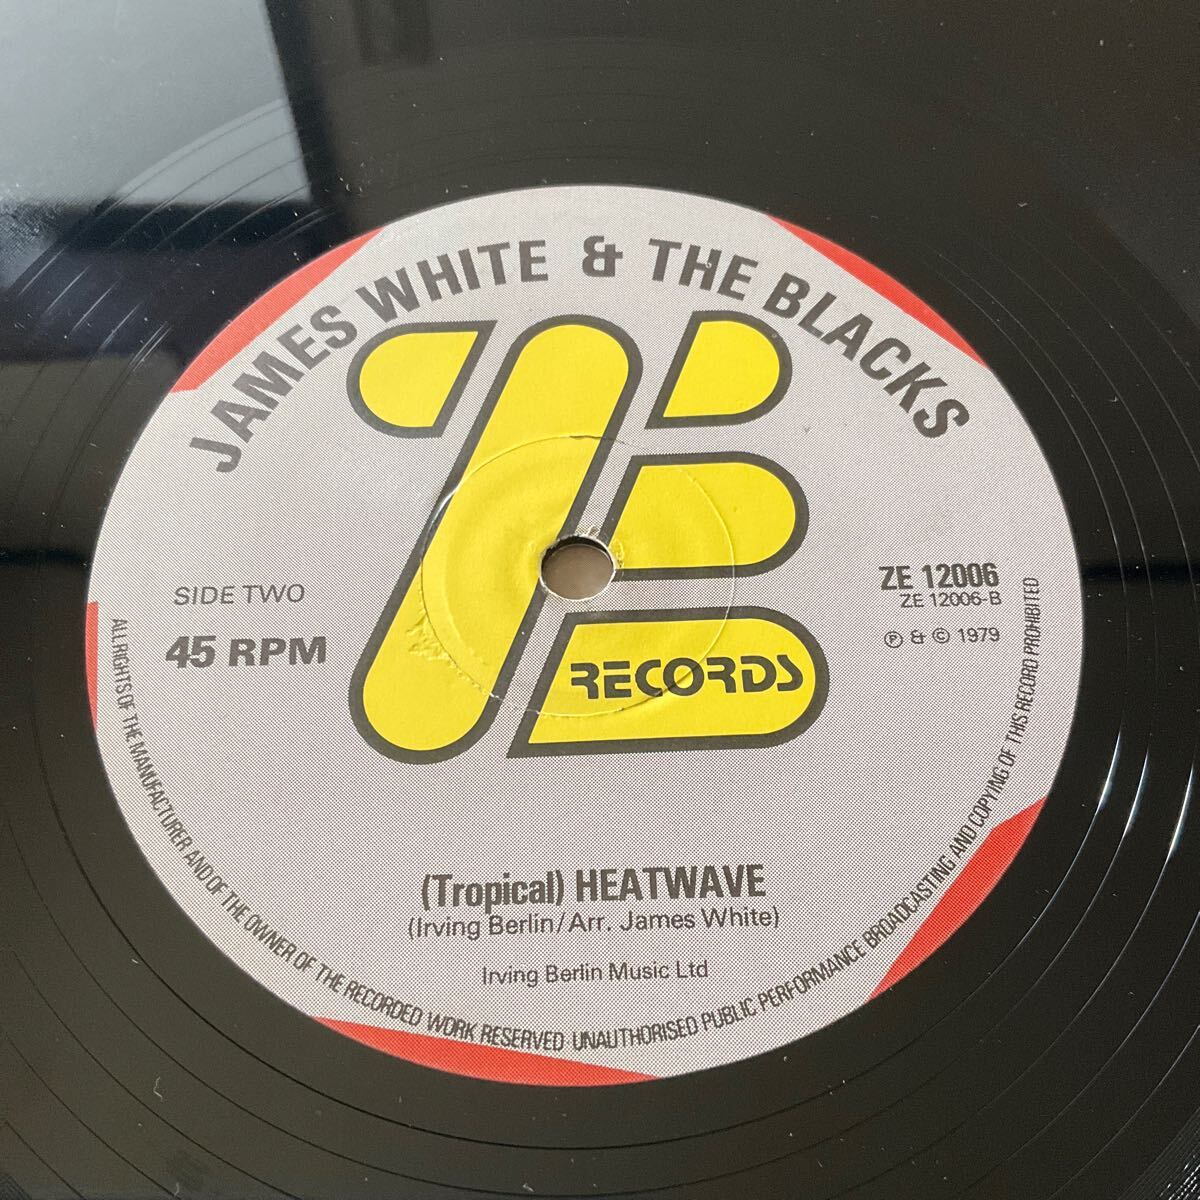 JAMES WHITE & THE BLACKS
ZE
RECORDS
SIDE TWO
45 RPM
ZE 12006
ZE 12006-B
Ⓟ & © 1979
(Tropical) HEATWAVE
(Irving Berlin/Arr. James White)
Irving Berlin Music Ltd
ALL RIGHTS OF THE MANUFACTURER AND OF THE OWNER OF THE RECORDED WORK RESERVED UNAUTHORISED PUBLIC PERFORMANCE BROADCASTING AND COPYING OF THIS RECORD PROHIBITED